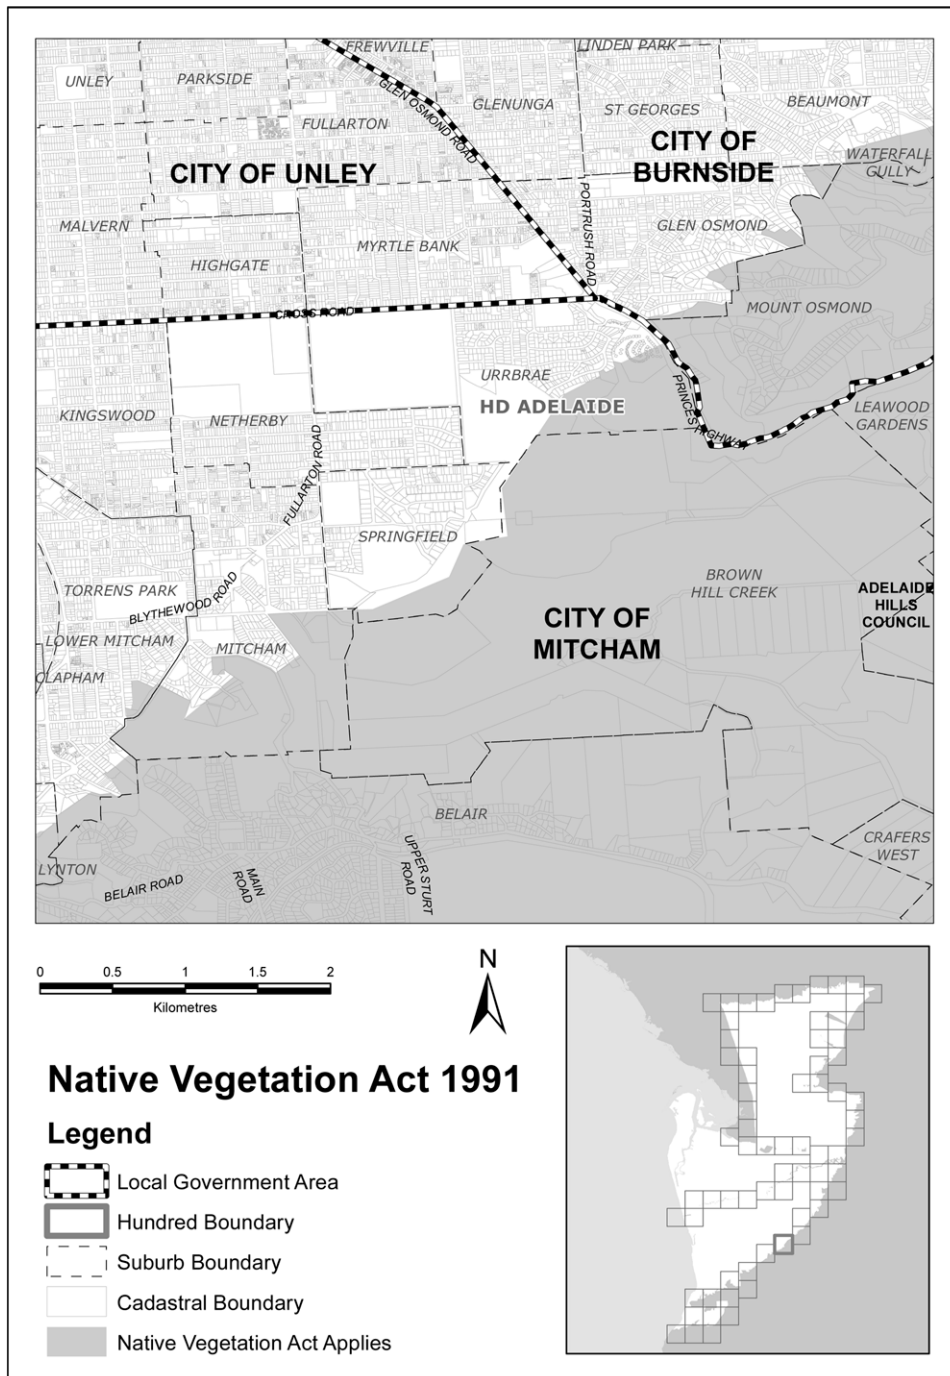 FREWVILLE
LINDEN PARK
UNLEY
PARKSIDE
GLENUNGA
ST GEORGES
BEAUMONT
GLEN OSMOND ROAD
FULLARTON
CITY OF UNLEY
CITY OF
BURNSIDE
WATERFALL
GULLY
MALVERN
HIGHGATE
MYRTLE BANK
PORTRUSH ROAD
GLEN OSMOND
MOUNT OSMOND
CROSS ROAD
URRBRAE
HD ADELAIDE
PRINCES HIGHWAY
LEAWOOD
GARDENS
KINGSWOOD
NETHERBY
FULLARTON ROAD
SPRINGFIELD
TORRENS PARK
BLYTHEWOOD ROAD
BROWN
HILL CREEK
ADELAIDE
HILLS
COUNCIL
CITY OF
MITCHAM
LOWER MITCHAM
MITCHAM
CLAPHAM
BELAIR
CRAFERS
WEST
LYNTON
BELAIR ROAD
MAIN
ROAD
UPPER STURT
ROAD
0 0.5 1 1.5 2
Kilometres
N
Native Vegetation Act 1991
Legend
Local Government Area
Hundred Boundary
Suburb Boundary
Cadastral Boundary
Native Vegetation Act Applies